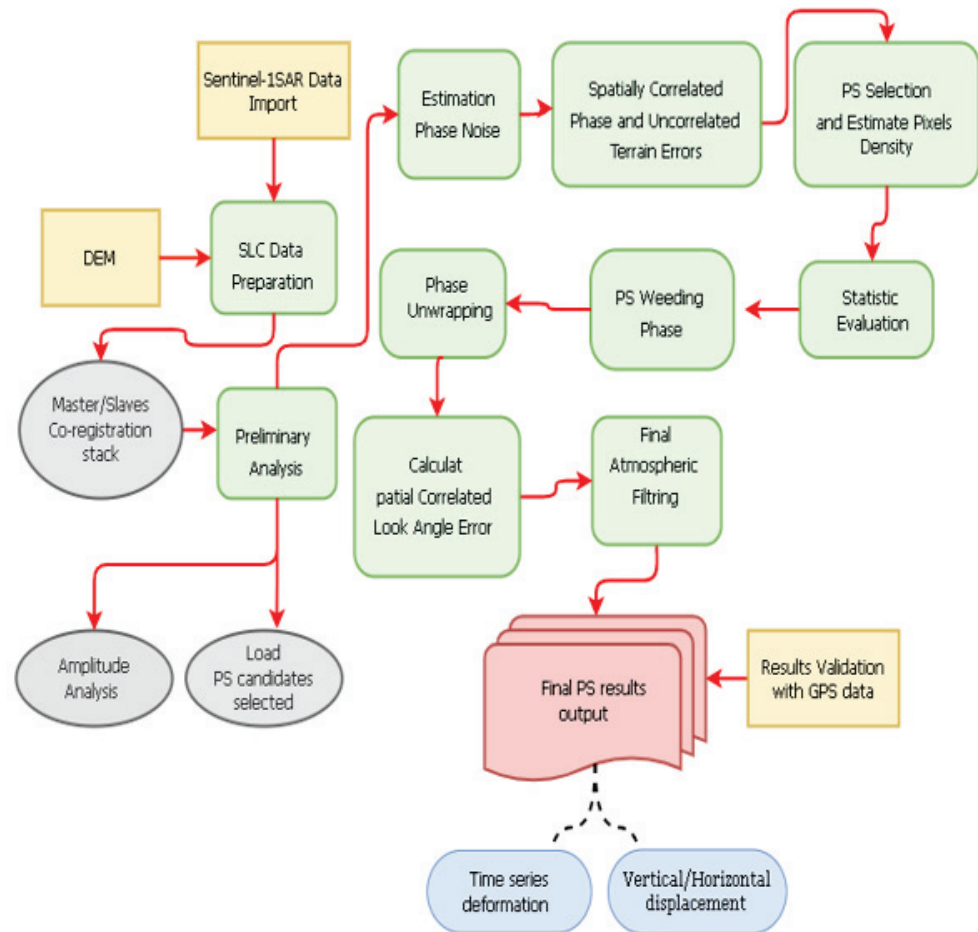 Sentinel-1SAR Data
Import
DEM
SLC Data
Preparation
Master/Slaves
Co-registration
stack
Preliminary
Analysis
Amplitude
Analysis
Load
PS candidates
selected
Estimation
Phase Noise
Spatially Correlated
Phase and Uncorrelated
Terrain Errors
PS Selection
and Estimate Pixels
Density
Statistic
Evaluation
PS Weeding
Phase
Phase
Unwrapping
Calculat
patial Correlated
Look Angle Error
Final
Atmospheric
Filtring
Final PS results
output
Results Validation
with GPS data
Time series
deformation
Vertical/Horizontal
displacement